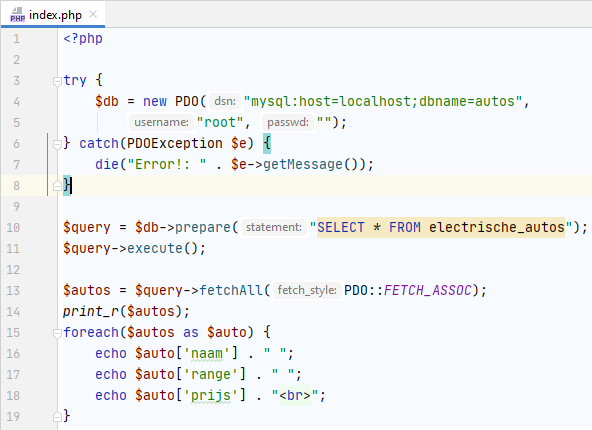 index.php
1 <?php
2
3 try {
4 $db = new PDO( dsn: "mysql:host=localhost;dbname=autos",
5 username: "root", passwd: "");
6 } catch(PDOException $e) {
7 die("Error!: " . $e->getMessage());
8 }
9
10 $query = $db->prepare( statement: "SELECT * FROM electrische_autos");
11 $query->execute();
12
13 $autos = $query->fetchAll( fetch_style: PDO::FETCH_ASSOC);
14 print_r($autos);
15 foreach($autos as $auto) {
16 echo $auto['naam'] . " ";
17 echo $auto['range'] . " ";
18 echo $auto['prijs'] . "<br>";
19 }